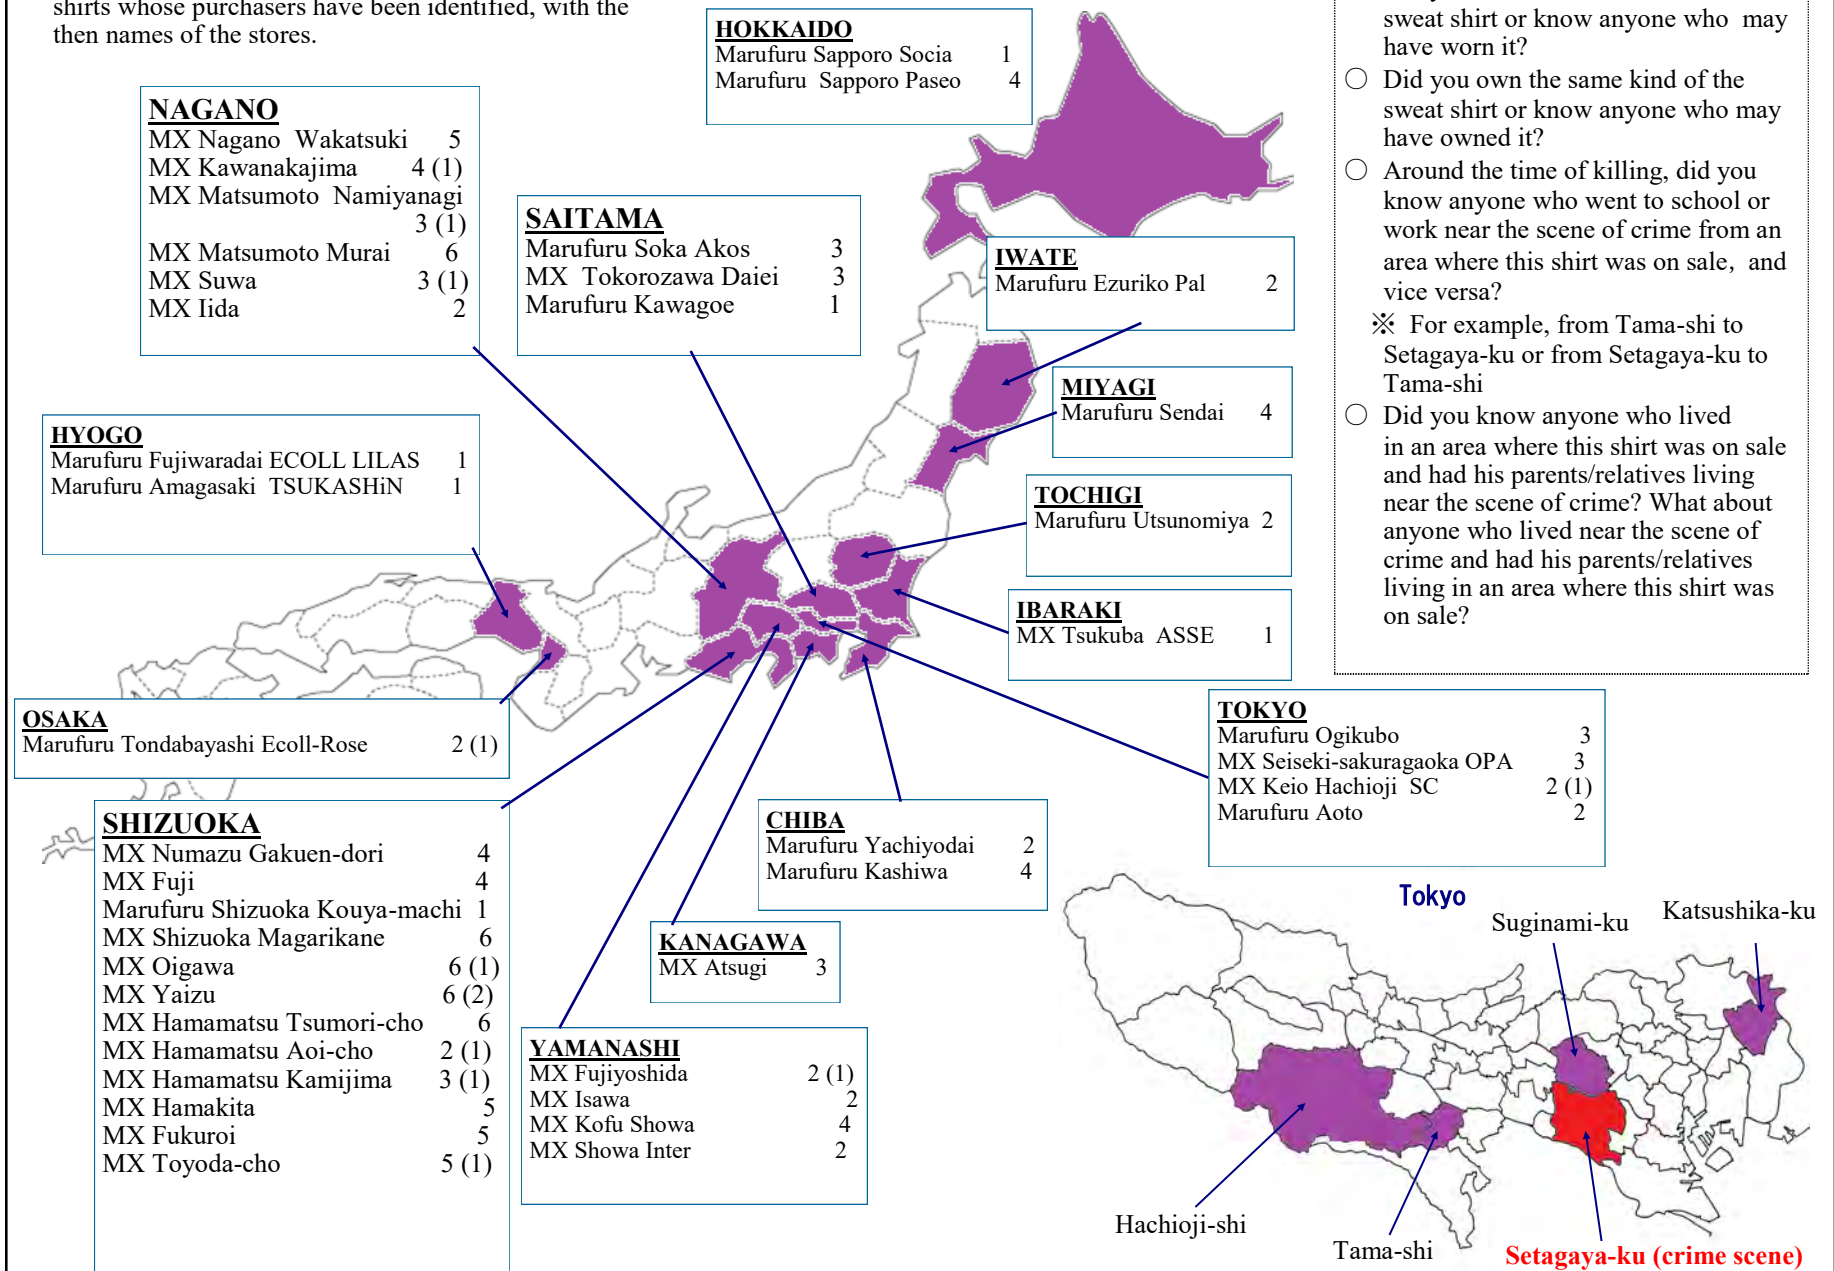 shirts whose purchasers have been identified, with the
then names of the stores.
HOKKAIDO
Marufuru Sapporo Socia 1
Marufuru Sapporo Paseo 4
NAGANO
MX Nagano Wakatsuki 5
MX Kawanakajima 4 (1)
MX Matsumoto Namiyanagi
3 (1)
MX Matsumoto Murai 6
MX Suwa 3 (1)
MX Iida 2
SAITAMA
Marufuru Soka Akos 3
MX Tokorozawa Daiei 3
Marufuru Kawagoe 1
IWATE
Marufuru Ezuriko Pal 2
MIYAGI
Marufuru Sendai 4
HYOGO
Marufuru Fujiwaradai ECOLL LILAS 1
Marufuru Amagasaki TSUKASHiN 1
TOCHIGI
Marufuru Utsunomiya 2
IBARAKI
MX Tsukuba ASSE 1
OSAKA
Marufuru Tondabayashi Ecoll-Rose 2 (1)
TOKYO
Marufuru Ogikubo 3
MX Seiseki-sakuragaoka OPA 3
MX Keio Hachioji SC 2 (1)
Marufuru Aoto 2
SHIZUOKA
MX Numazu Gakuen-dori 4
MX Fuji 4
Marufuru Shizuoka Kouya-machi 1
MX Shizuoka Magarikane 6
MX Oigawa 6 (1)
MX Yaizu 6 (2)
MX Hamamatsu Tsumori-cho 6
MX Hamamatsu Aoi-cho 2 (1)
MX Hamamatsu Kamijima 3 (1)
MX Hamakita 5
MX Fukuroi 5
MX Toyoda-cho 5 (1)
CHIBA
Marufuru Yachiyodai 2
Marufuru Kashiwa 4
KANAGAWA
MX Atsugi 3
YAMANASHI
MX Fujiyoshida 2 (1)
MX Isawa 2
MX Kofu Showa 4
MX Showa Inter 2
sweat shirt or know anyone who may
have worn it?
○ Did you own the same kind of the
sweat shirt or know anyone who may
have owned it?
○ Around the time of killing, did you
know anyone who went to school or
work near the scene of crime from an
area where this shirt was on sale, and
vice versa?
※ For example, from Tama-shi to
Setagaya-ku or from Setagaya-ku to
Tama-shi
○ Did you know anyone who lived
in an area where this shirt was on sale
and had his parents/relatives living
near the scene of crime? What about
anyone who lived near the scene of
crime and had his parents/relatives
living in an area where this shirt was
on sale?
Tokyo
Suginami-ku
Katsushika-ku
Hachioji-shi
Tama-shi
Setagaya-ku (crime scene)